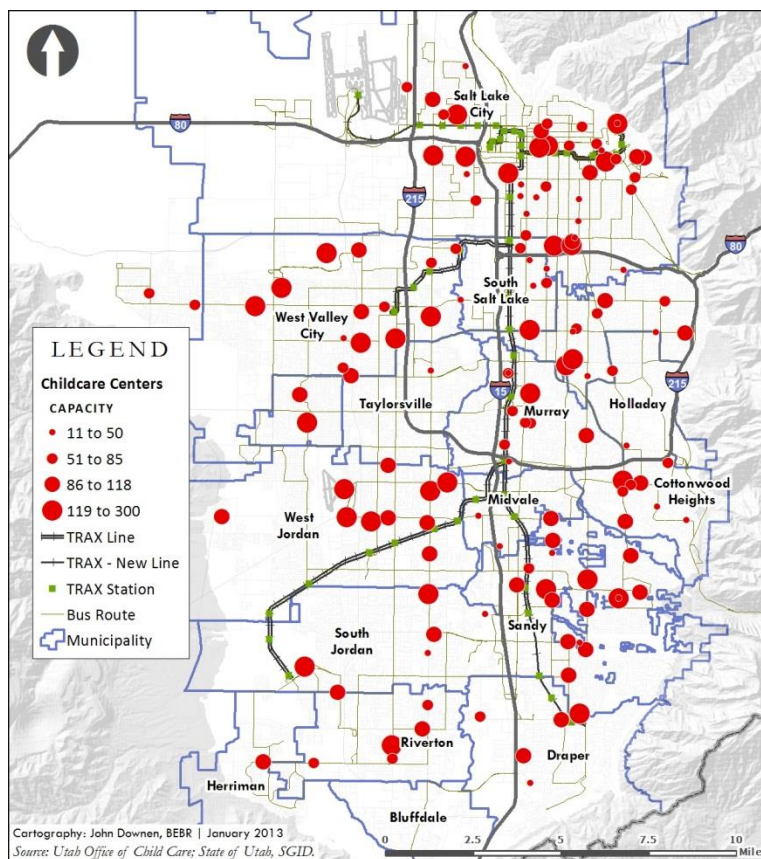 Salt Lake
City
80
215
80
South
Salt Lake
West Valley
City
LEGEND
Childcare Centers
CAPACITY
11 to 50
51 to 85
86 to 118
119 to 300
TRAX Line
TRAX - New Line
TRAX Station
Bus Route
Municipality
15
215
Taylorsville
Murray
Holladay
Cottonwood
Heights
Midvale
West
Jordan
Sandy
South
Jordan
Riverton
Draper
Herriman
Bluffdale
Cartography: John Downen, BEBR | January 2013
Source: Utah Office of Child Care; State of Utah, SGID.
0 2.5 5 7.5 10
Mile